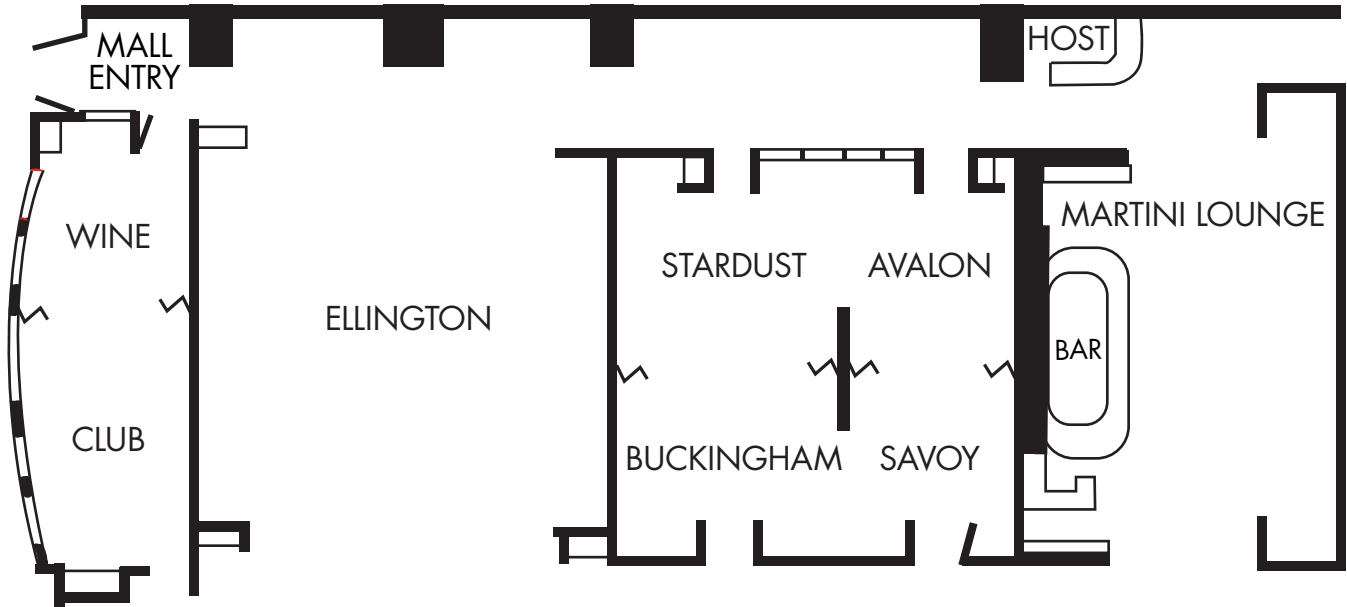 MALL
ENTRY
HOST
WINE
MARTINI LOUNGE
STARDUST
AVALON
ELLINGTON
BAR
CLUB
BUCKINGHAM
SAVOY